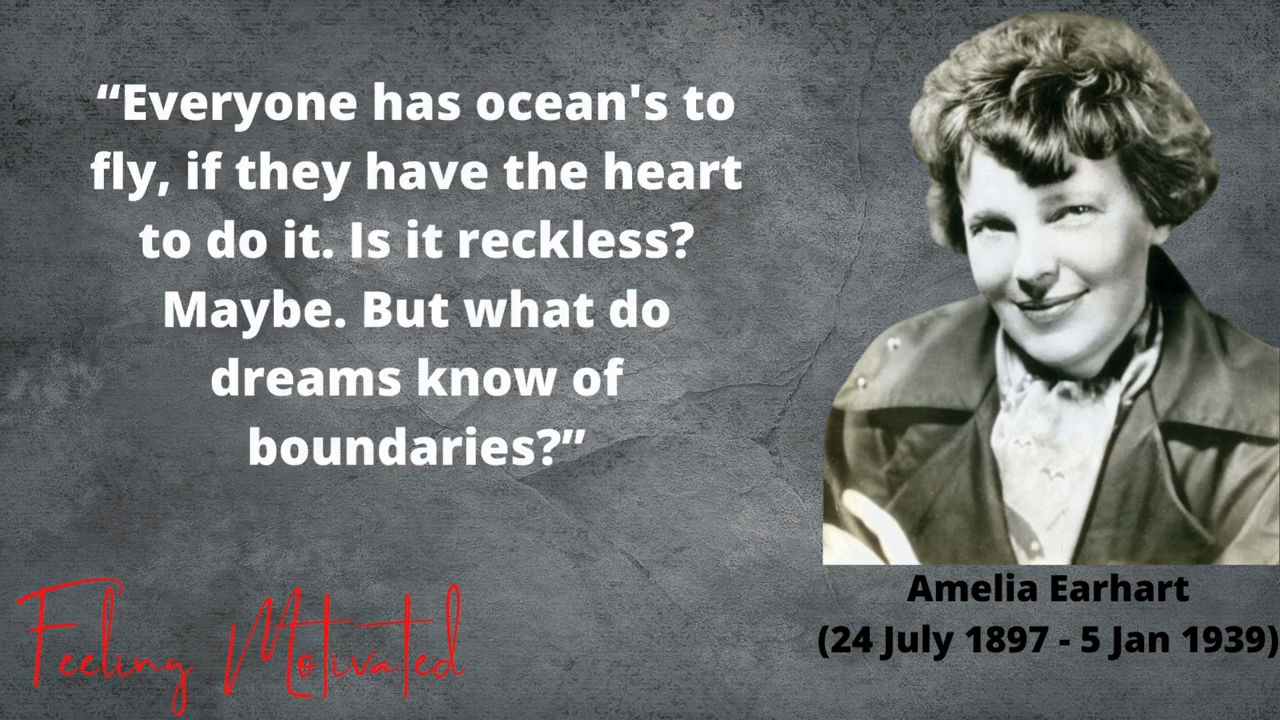 “Everyone has ocean's to
fly, if they have the heart
to do it. Is it reckless?
Maybe. But what do
dreams know of
boundaries?”
Amelia Earhart
(24 July 1897 - 5 Jan 1939)
Feeling Motivated